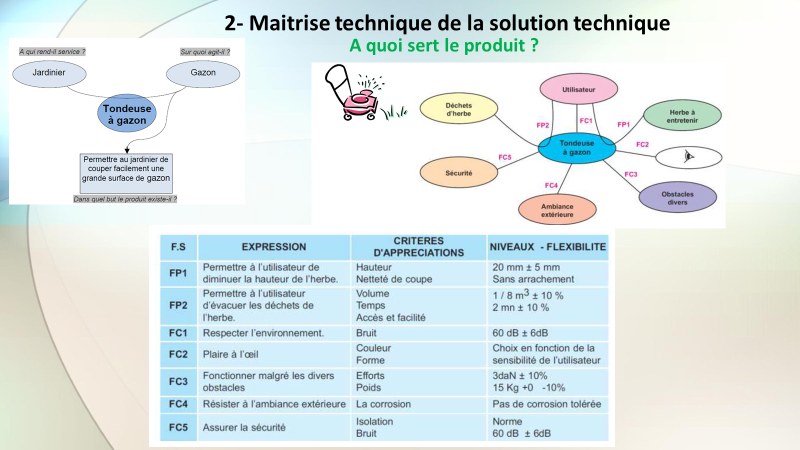 2- Maitrise technique de la solution technique
A quoi sert le produit ?
A qui rend-il service ?
Sur quoi agit-il ?
Jardinier
Gazon
Tondeuse
à gazon
Permettre au jardinier de
couper facilement une
grande surface de gazon
Dans quel but le produit existe-il ?
Utilisateur
Déchets
d'herbe
Herbe à
entretenir
FP2
FC1
FP1
Tondeuse
à gazon
FC2
FC5
Sécurité
FC3
FC4
Obstacles
divers
Ambiance
extérieure
F.S EXPRESSION CRITERES D'APPRECIATIONS NIVEAUX - FLEXIBILITE
FP1 Permettre à l'utilisateur de Hauteur 20 mm ± 5 mm
diminuer la hauteur de l'herbe. Netteté de coupe Sans arrachement
FP2 Permettre à l'utilisateur Volume 1 / 8 m3 ± 10 %
d'évacuer les déchets de Temps 2 mn ± 10 %
l'herbe. Accès et facilité
FC1 Respecter l'environnement. Bruit 60 dB ± 6dB
FC2 Plaire à l'œil Couleur Choix en fonction de la
Forme sensibilité de l'utilisateur
FC3 Fonctionner malgré les divers Efforts 3daN ± 10%
obstacles Poids 15 Kg +0 -10%
FC4 Résister à l'ambiance extérieure La corrosion Pas de corrosion tolérée
FC5 Assurer la sécurité Isolation Norme
Bruit 60 dB ± 6dB